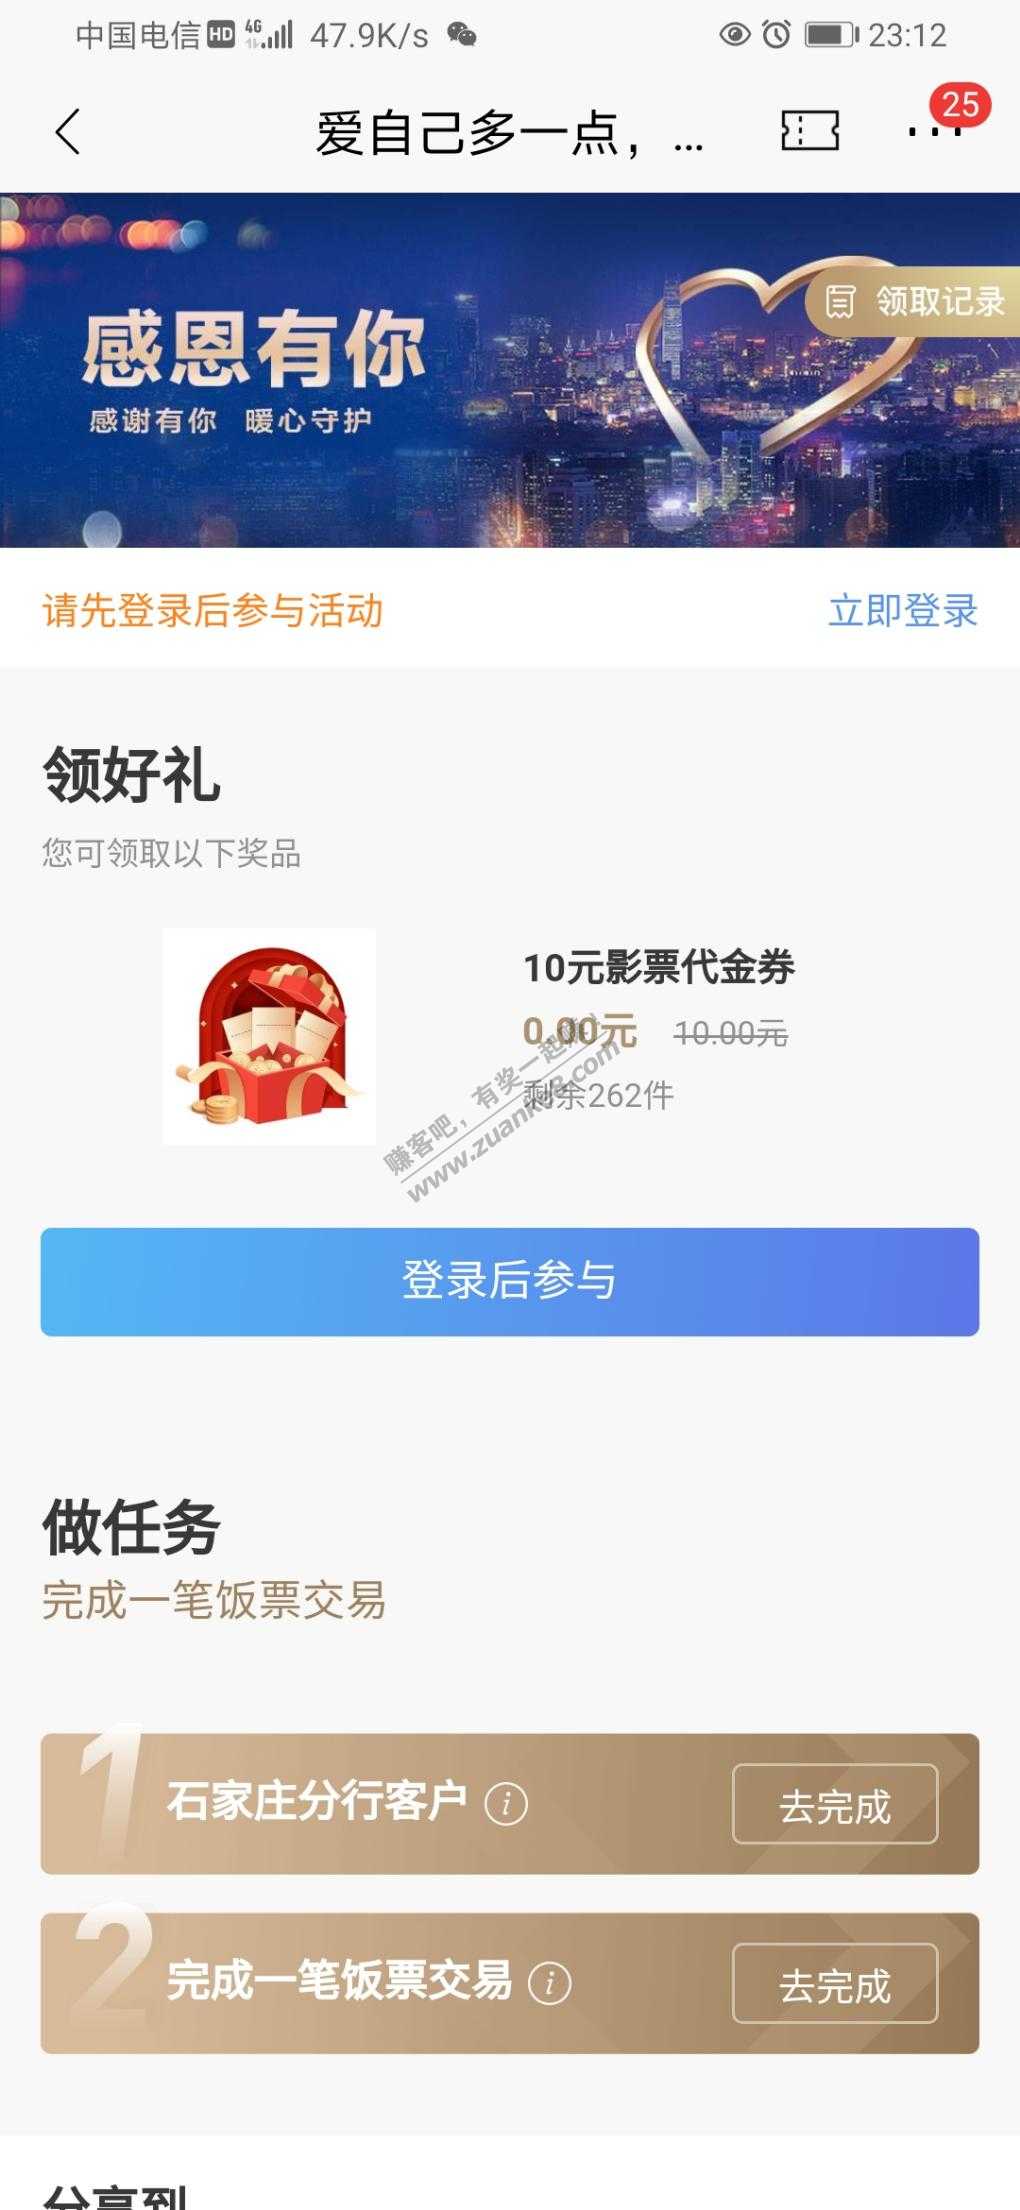 中国电信 HD 4G 47.9K/s 23:12
爱自己多一点，... 25
领取记录
感恩有你
感谢有你 暖心守护
请先登录后参与活动 立即登录
领好礼
您可领取以下奖品
10元影票代金券
0.00元 10.00元
剩余262件
赚客吧，有奖一起赚！
www.zuanke8.com
登录后参与
做任务
完成一笔饭票交易
1 石家庄分行客户 i 去完成
2 完成一笔饭票交易 i 去完成
分享到